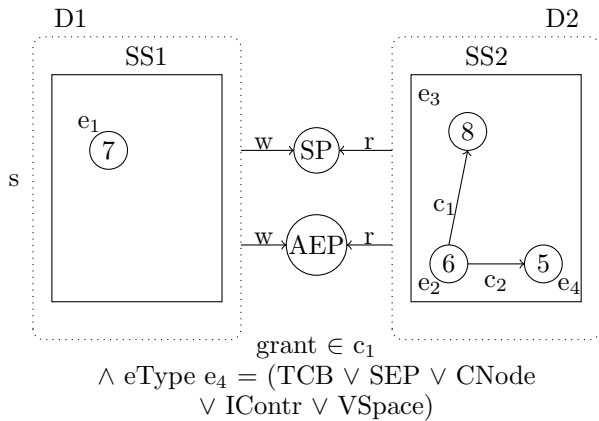 D1
D2
SS1
SS2
e₁
7
s
w
SP
r
w
AEP
r
e₃
8
c₁
6
5
e₂
c₂
e₄
grant ∈ c₁
∧ eType e₄ = (TCB ∨ SEP ∨ CNode
∨ IContr ∨ VSpace)